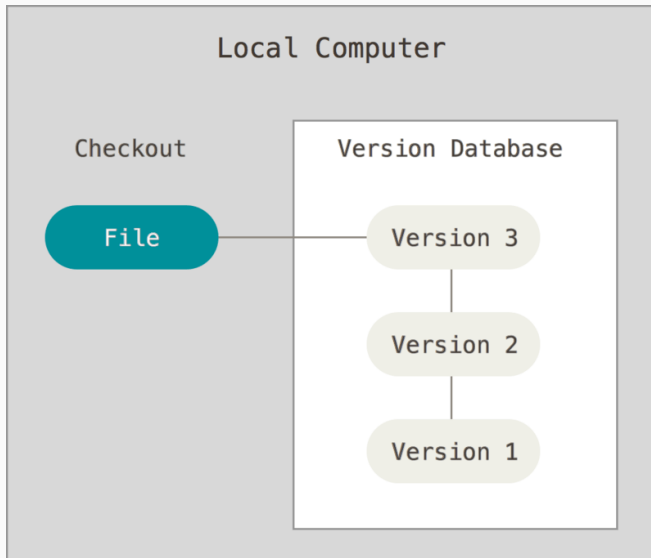 Local Computer
Checkout
Version Database
File
Version 3
Version 2
Version 1